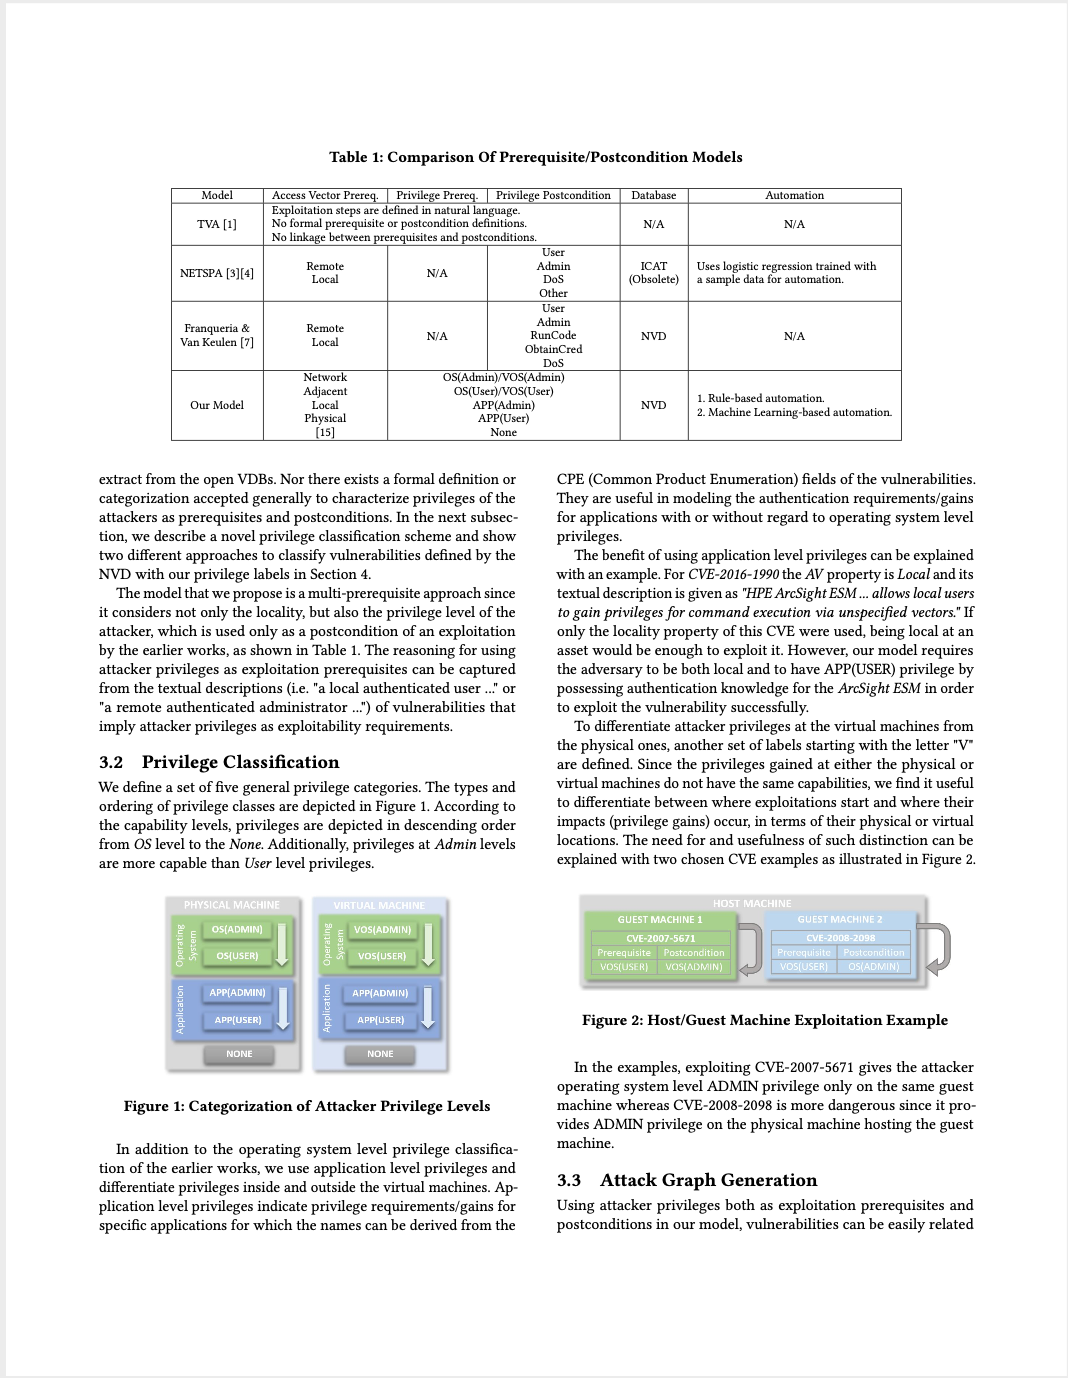 Table 1: Comparison Of Prerequisite/Postcondition Models
Model Access Vector Prereq. Privilege Prereq. Privilege Postcondition Database Automation
TVA [1]
Exploitation steps are defined in natural language.
No formal prerequisite or postcondition definitions.
No linkage between prerequisites and postconditions.
N/A
N/A
NETSPA [3][4]
Remote
Local
N/A
User
Admin
DoS
Other
ICAT
(Obsolete)
Uses logistic regression trained with
a sample data for automation.
Franqueria &
Van Keulen [7]
Remote
Local
N/A
User
Admin
RunCode
ObtainCred
DoS
NVD
N/A
Our Model
Network
Adjacent
Local
Physical
[15]
OS(Admin)/VOS(Admin)
OS(User)/VOS(User)
APP(Admin)
APP(User)
None
NVD
1. Rule-based automation.
2. Machine Learning-based automation.
extract from the open VDBs. Nor there exists a formal definition or
categorization accepted generally to characterize privileges of the
attackers as prerequisites and postconditions. In the next subsec-
tion, we describe a novel privilege classification scheme and show
two different approaches to classify vulnerabilities defined by the
NVD with our privilege labels in Section 4.
The model that we propose is a multi-prerequisite approach since
it considers not only the locality, but also the privilege level of the
attacker, which is used only as a postcondition of an exploitation
by the earlier works, as shown in Table 1. The reasoning for using
attacker privileges as exploitation prerequisites can be captured
from the textual descriptions (i.e. "a local authenticated user ..." or
"a remote authenticated administrator ...") of vulnerabilities that
imply attacker privileges as exploitability requirements.
3.2 Privilege Classification
We define a set of five general privilege categories. The types and
ordering of privilege classes are depicted in Figure 1. According to
the capability levels, privileges are depicted in descending order
from OS level to the None. Additionally, privileges at Admin levels
are more capable than User level privileges.
PHYSICAL MACHINE
Operating
System
OS(ADMIN)
OS(USER)
Application
APP(ADMIN)
APP(USER)
NONE
VIRTUAL MACHINE
Operating
System
VOS(ADMIN)
VOS(USER)
Application
APP(ADMIN)
APP(USER)
NONE
Figure 1: Categorization of Attacker Privilege Levels
In addition to the operating system level privilege classifica-
tion of the earlier works, we use application level privileges and
differentiate privileges inside and outside the virtual machines. Ap-
plication level privileges indicate privilege requirements/gains for
specific applications for which the names can be derived from the
CPE (Common Product Enumeration) fields of the vulnerabilities.
They are useful in modeling the authentication requirements/gains
for applications with or without regard to operating system level
privileges.
The benefit of using application level privileges can be explained
with an example. For CVE-2016-1990 the AV property is Local and its
textual description is given as "HPE ArcSight ESM ... allows local users
to gain privileges for command execution via unspecified vectors." If
only the locality property of this CVE were used, being local at an
asset would be enough to exploit it. However, our model requires
the adversary to be both local and to have APP(USER) privilege by
possessing authentication knowledge for the ArcSight ESM in order
to exploit the vulnerability successfully.
To differentiate attacker privileges at the virtual machines from
the physical ones, another set of labels starting with the letter "V"
are defined. Since the privileges gained at either the physical or
virtual machines do not have the same capabilities, we find it useful
to differentiate between where exploitations start and where their
impacts (privilege gains) occur, in terms of their physical or virtual
locations. The need for and usefulness of such distinction can be
explained with two chosen CVE examples as illustrated in Figure 2.
HOST MACHINE
GUEST MACHINE 1
CVE-2007-5671
Prerequisite Postcondition
VOS(USER) VOS(ADMIN)
GUEST MACHINE 2
CVE-2008-2098
Prerequisite Postcondition
VOS(USER) OS(ADMIN)
Figure 2: Host/Guest Machine Exploitation Example
In the examples, exploiting CVE-2007-5671 gives the attacker
operating system level ADMIN privilege only on the same guest
machine whereas CVE-2008-2098 is more dangerous since it pro-
vides ADMIN privilege on the physical machine hosting the guest
machine.
3.3 Attack Graph Generation
Using attacker privileges both as exploitation prerequisites and
postconditions in our model, vulnerabilities can be easily related